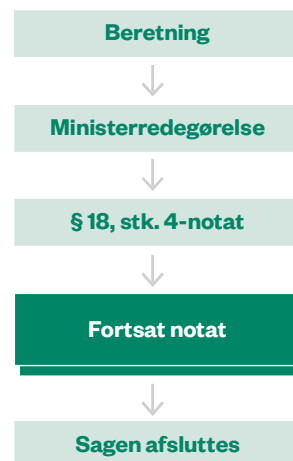 Beretning
Ministerredegørelse
§ 18, stk. 4-notat
Fortsat notat
Sagen afsluttes